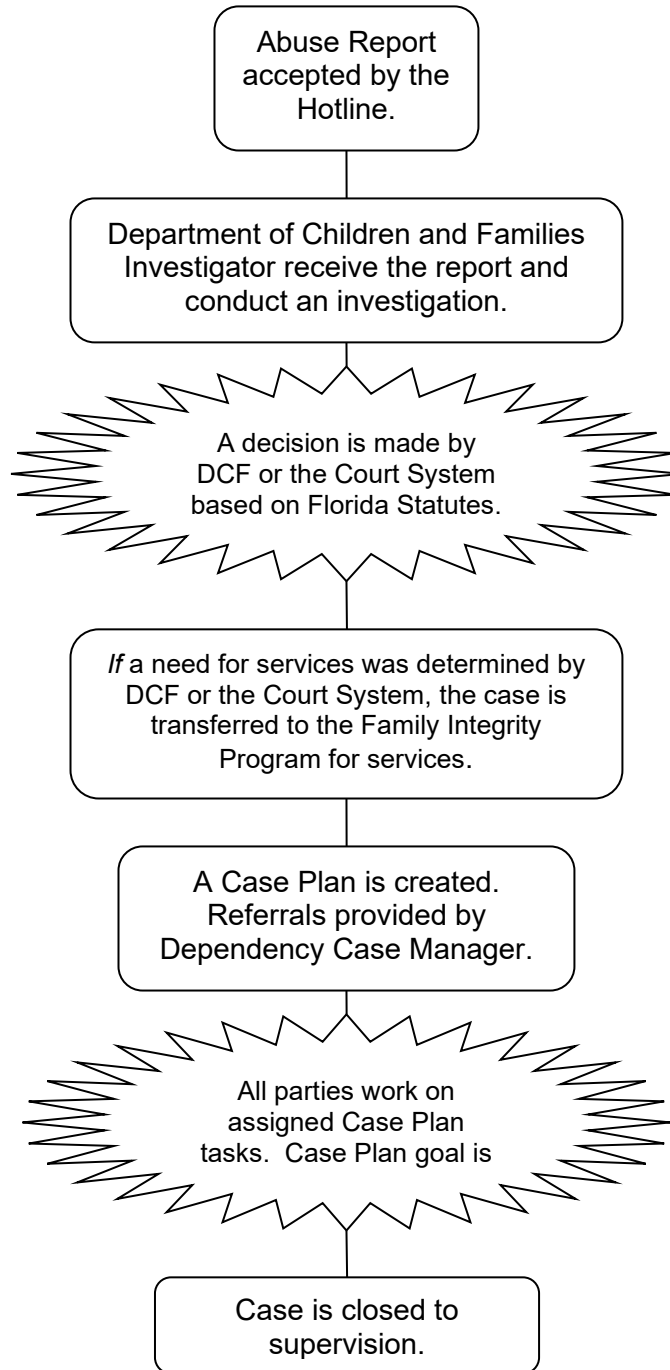 Abuse Report
accepted by the
Hotline.
Department of Children and Families
Investigator receive the report and
conduct an investigation.
A decision is made by
DCF or the Court System
based on Florida Statutes.
If a need for services was determined by
DCF or the Court System, the case is
transferred to the Family Integrity
Program for services.
A Case Plan is created.
Referrals provided by
Dependency Case Manager.
All parties work on
assigned Case Plan
tasks.  Case Plan goal is
Case is closed to
supervision.